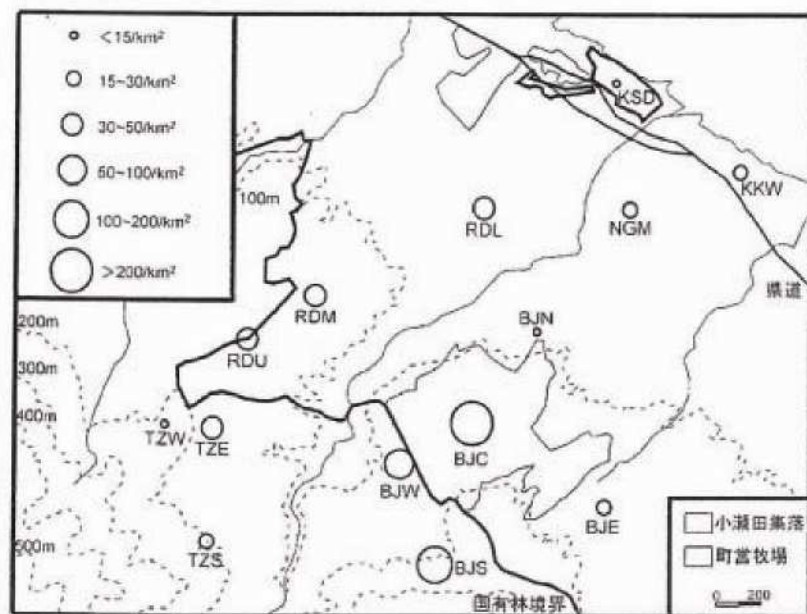 <15/km²
15~30/km²
30~50/km²
50~100/km²
100~200/km²
>200/km²
KSD
KKW
100m
RDL
NGM
県道
RDM
BJN
200m
RDU
300m
400m
TZW
TZE
BJC
BJW
BJE
小瀬田集落
町営牧場
500m
TZS
BJS
国有林境界
0 200